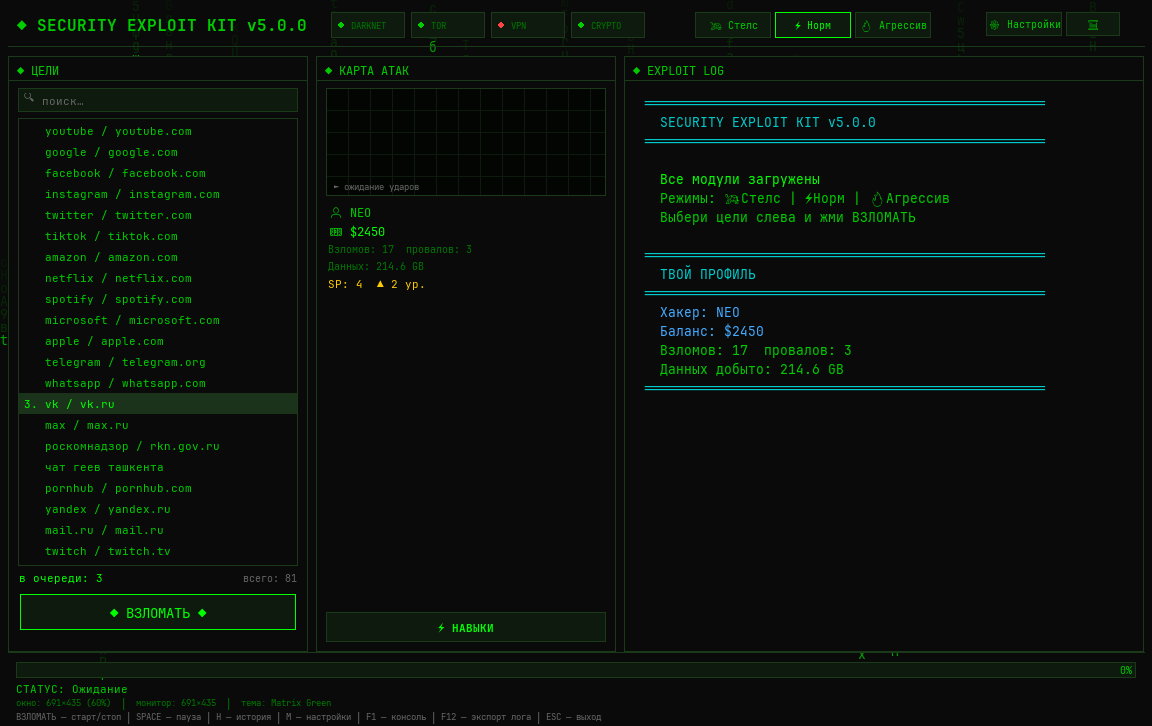 SECURITY EXPLOIT KIT v5.0.0
DARKNET
TOR
VPN
CRYPTO
Стелс
Норм
Агрессив
Настройки
ЦЕЛИ
поиск…
youtube / youtube.com
google / google.com
facebook / facebook.com
instagram / instagram.com
twitter / twitter.com
tiktok / tiktok.com
amazon / amazon.com
netflix / netflix.com
spotify / spotify.com
microsoft / microsoft.com
apple / apple.com
telegram / telegram.org
whatsapp / whatsapp.com
3. vk / vk.ru
max / max.ru
роскомнадзор / rkn.gov.ru
чат геев ташкента
pornhub / pornhub.com
yandex / yandex.ru
mail.ru / mail.ru
twitch / twitch.tv
в очереди: 3
всего: 81
ВЗЛОМАТЬ
КАРТА АТАК
ожидание ударов
NEO
$2450
Взломов: 17 провалов: 3
Данных: 214.6 GB
SP: 4 ▲ 2 ур.
НАВЫКИ
EXPLOIT LOG
SECURITY EXPLOIT KIT v5.0.0
Все модули загружены
Режимы: Стелс | Норм | Агрессив
Выбери цели слева и жми ВЗЛОМАТЬ
ТВОЙ ПРОФИЛЬ
Хакер: NEO
Баланс: $2450
Взломов: 17 провалов: 3
Данных добыто: 214.6 GB
0%
СТАТУС: Ожидание
окно: 691×435 (60%) | монитор: 691×435 | тема: Matrix Green
ВЗЛОМАТЬ — старт/стоп | SPACE — пауза | H — история | M — настройки | F1 — консоль | F12 — экспорт лога | ESC — выход